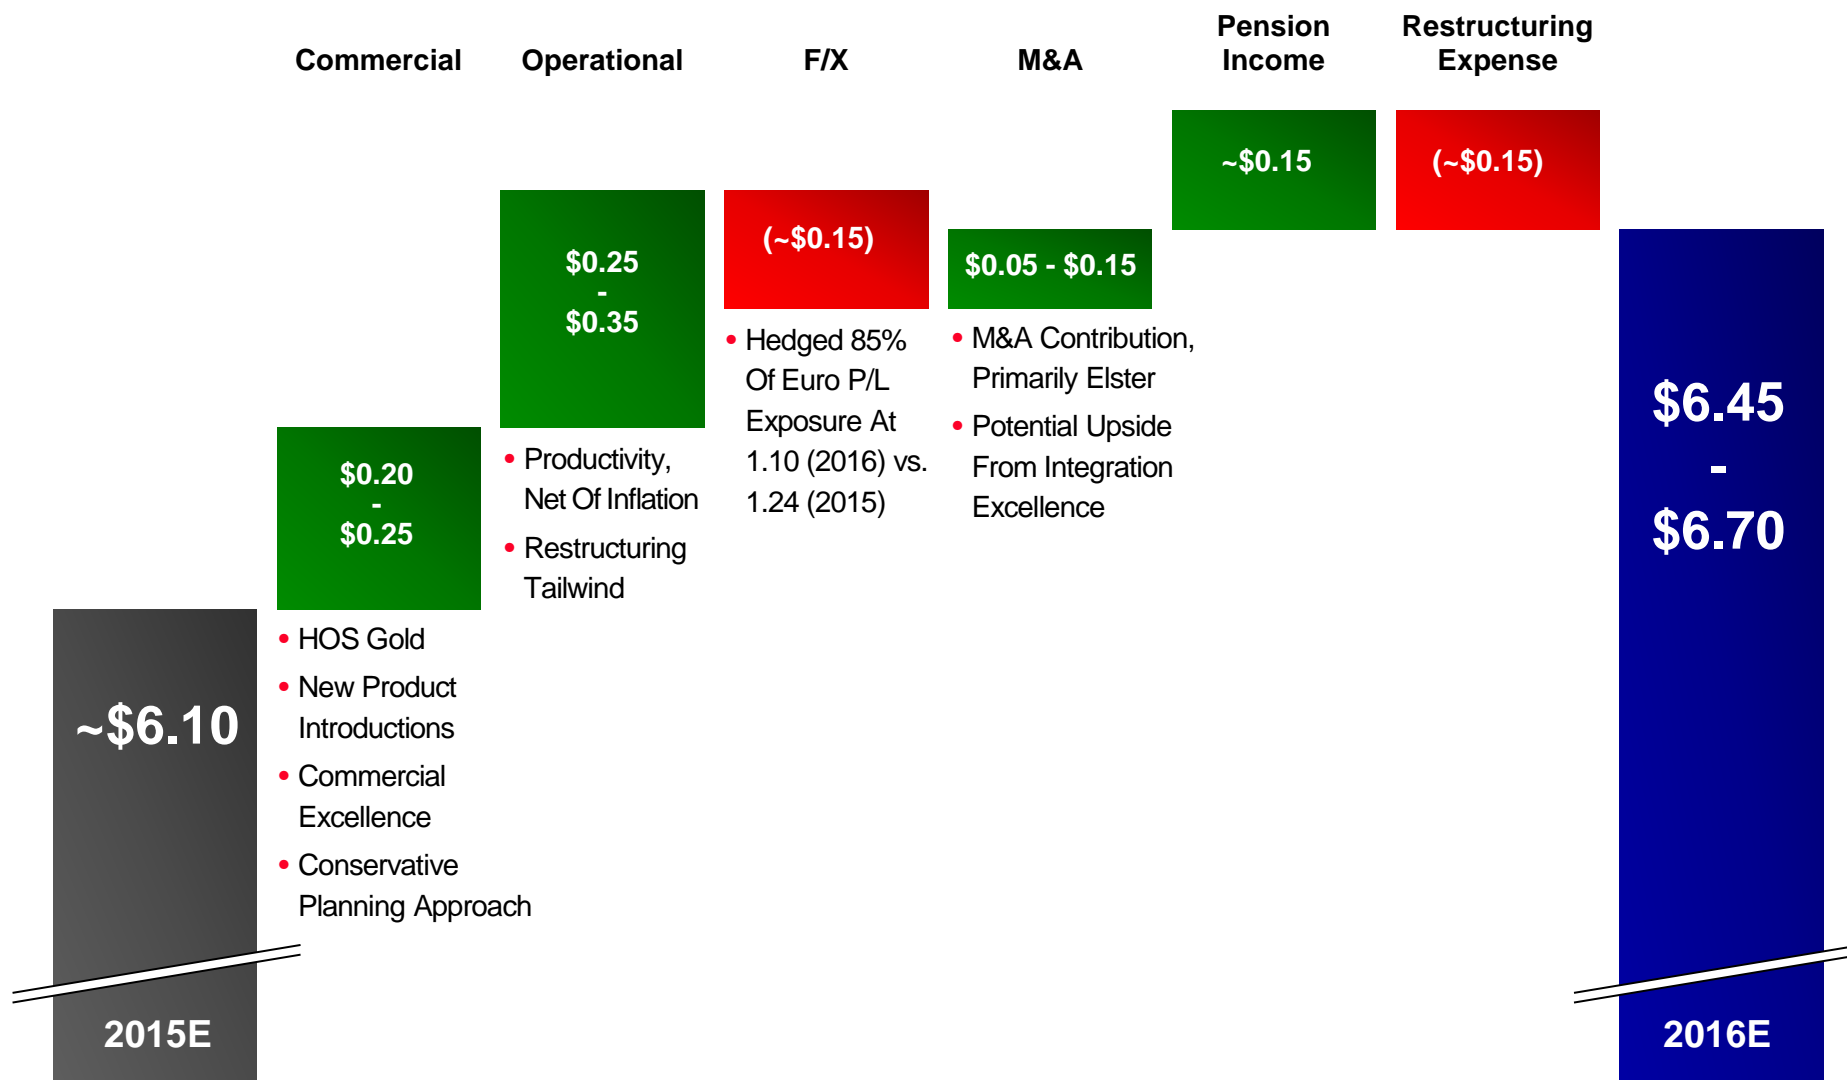 Commercial
Operational
F/X
M&A
Pension
Income
Restructuring
Expense
~$6.10
2015E
$0.20
-
$0.25
• HOS Gold
• New Product
Introductions
• Commercial
Excellence
• Conservative
Planning Approach
$0.25
-
$0.35
• Productivity,
Net Of Inflation
• Restructuring
Tailwind
(~$0.15)
• Hedged 85%
Of Euro P/L
Exposure At
1.10 (2016) vs.
1.24 (2015)
$0.05 - $0.15
• M&A Contribution,
Primarily Elster
• Potential Upside
From Integration
Excellence
~$0.15
(~$0.15)
$6.45
-
$6.70
2016E